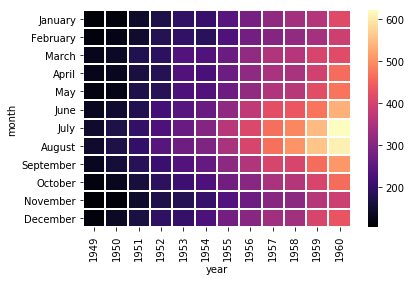 January
February
March
April
May
June
July
August
September
October
November
December
month
1949 1950 1951 1952 1953 1954 1955 1956 1957 1958 1959 1960
year
600
500
400
300
200